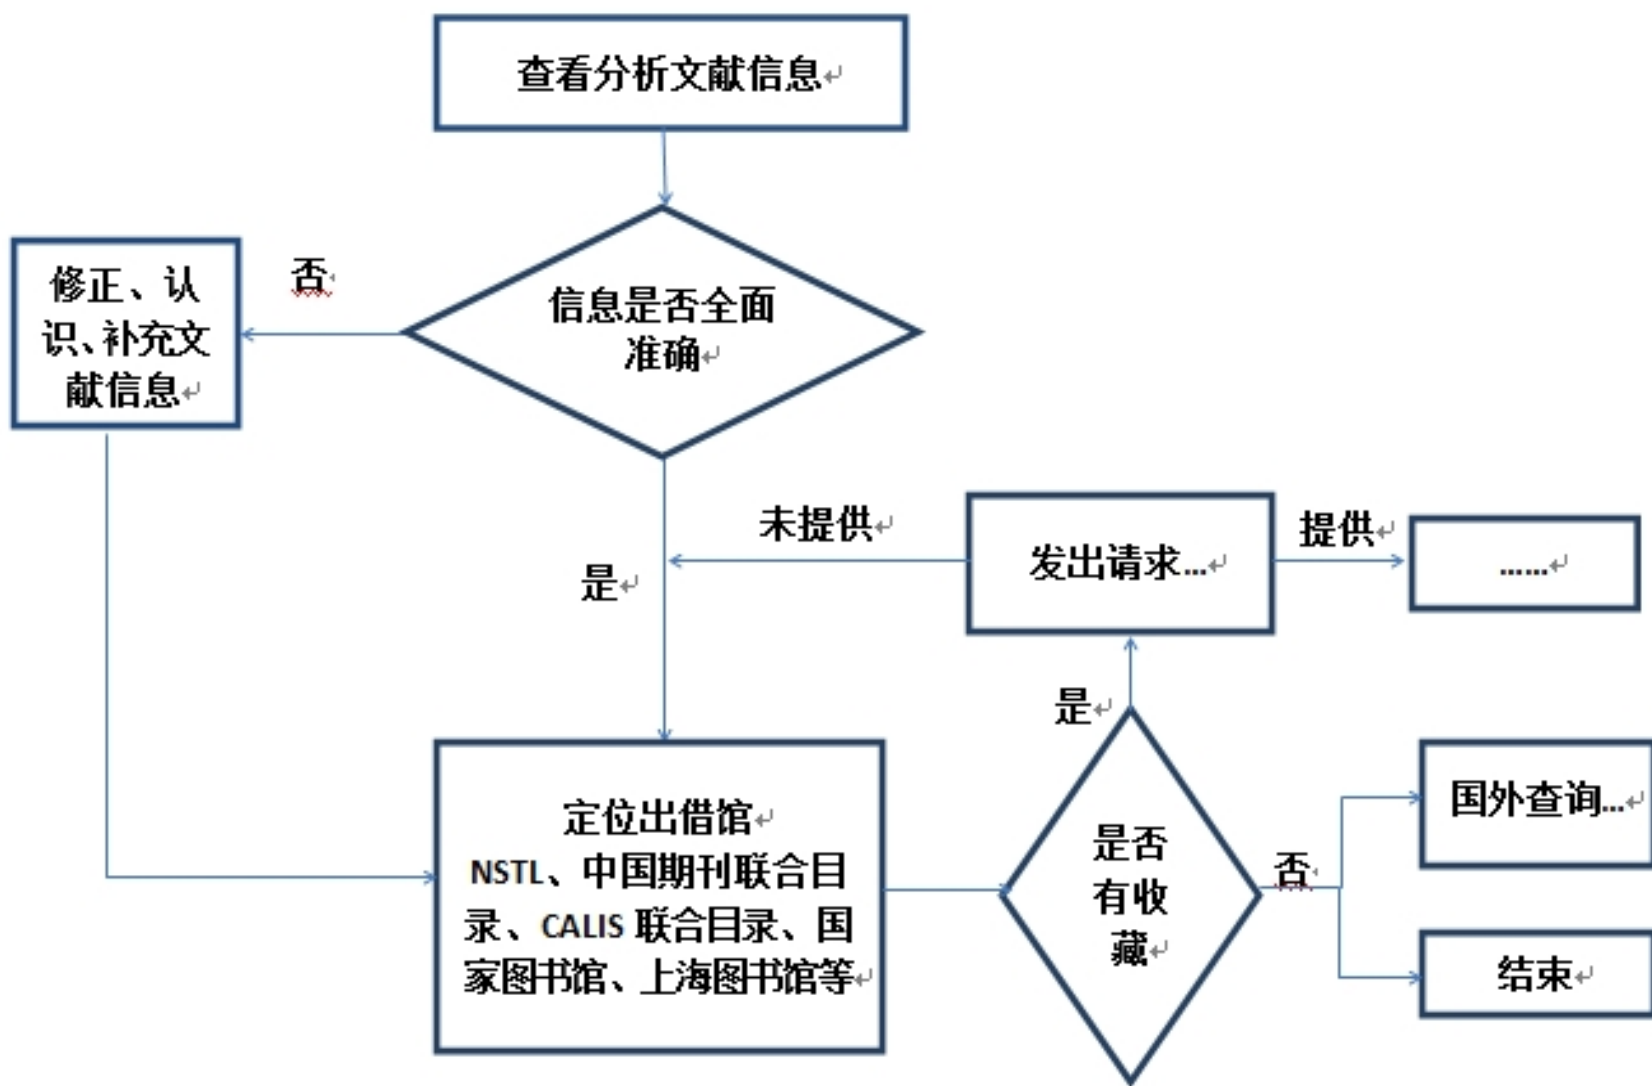 查看分析文献信息
否
修正、认
识、补充文
献信息
信息是否全面
准确
是
未提供
发出请求...
提供
......
是
定位出借馆
NSTL、中国期刊联合目
录、CALIS 联合目录、国
家图书馆、上海图书馆等
是否
有收
藏
否
国外查询...
结束